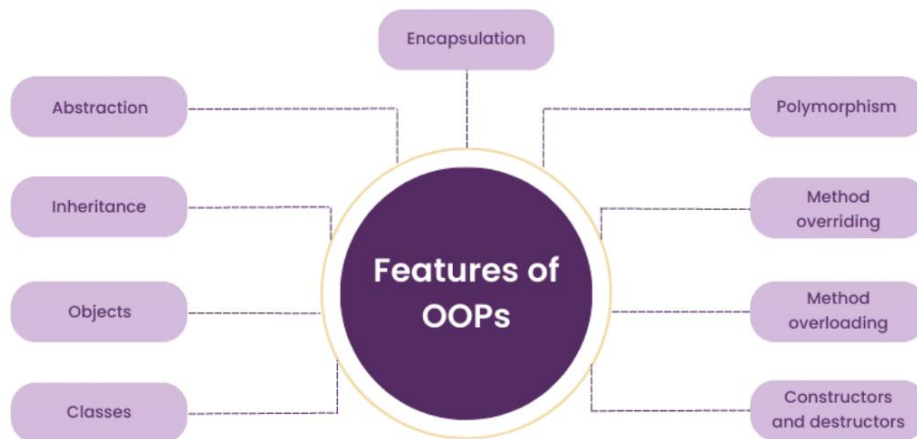 Encapsulation
Abstraction
Polymorphism
Inheritance
Method
overriding
Features of
OOPs
Objects
Method
overloading
Classes
Constructors
and destructors